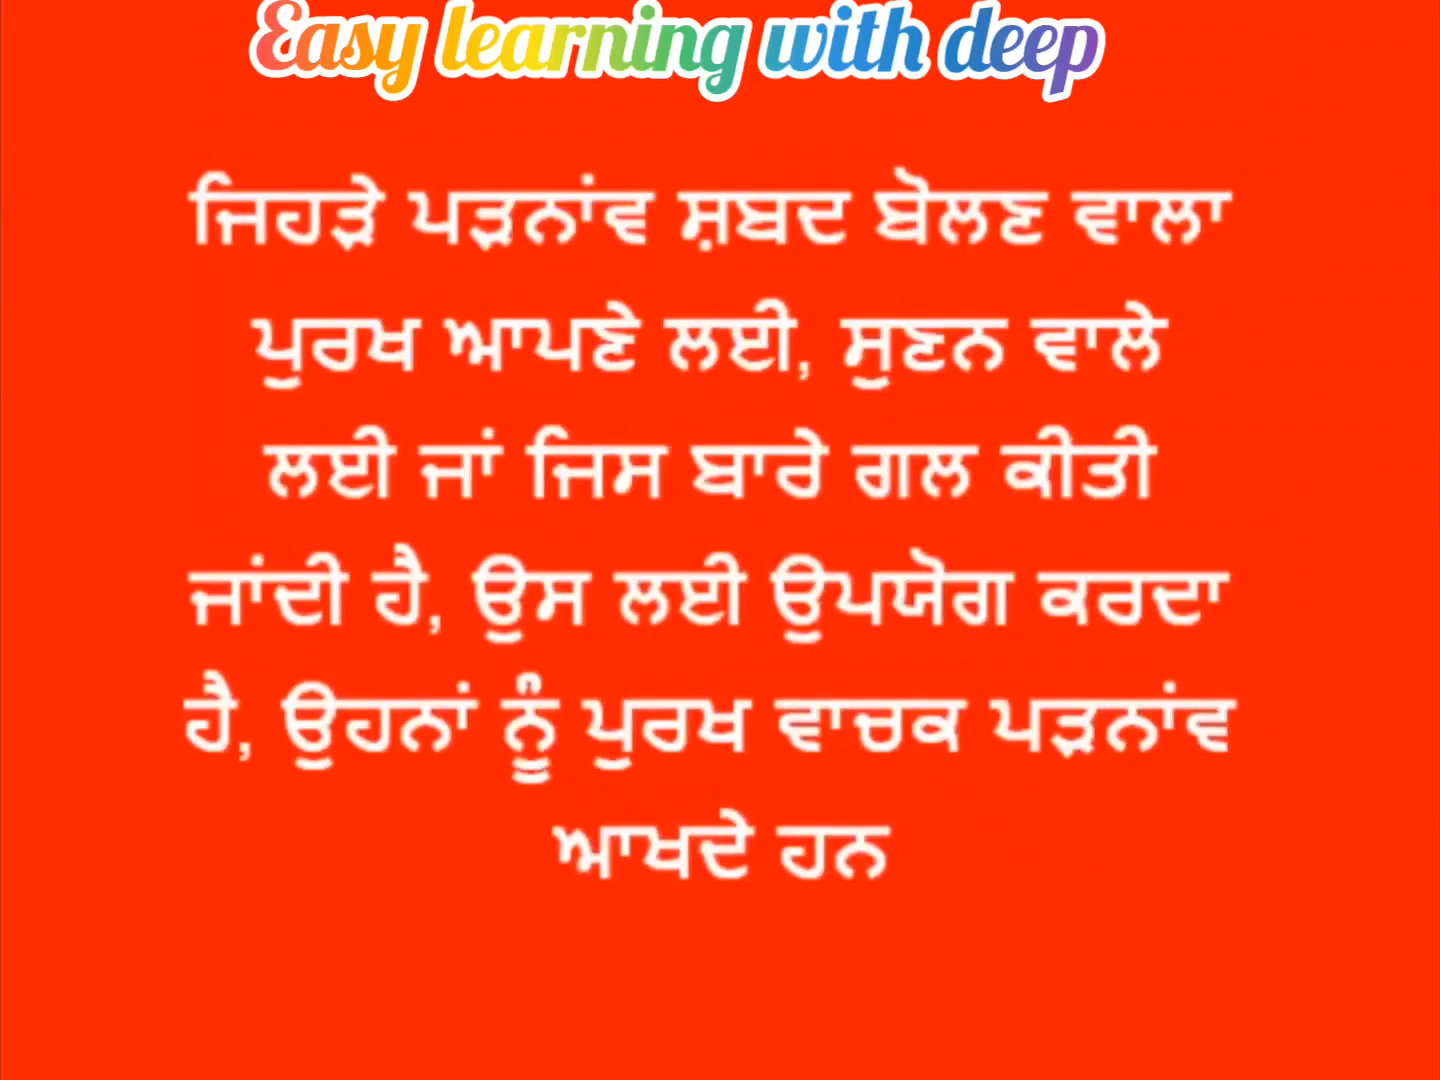 Easy learning with deep
ਜਿਹੜੇ ਪੜਨਾਂਵ ਸ਼ਬਦ ਬੋਲਣ ਵਾਲਾ
ਪੁਰਖ ਆਪਣੇ ਲਈ, ਸੁਣਨ ਵਾਲੇ
ਲਈ ਜਾਂ ਜਿਸ ਬਾਰੇ ਗਲ ਕੀਤੀ
ਜਾਂਦੀ ਹੈ, ਉਸ ਲਈ ਉਪਯੋਗ ਕਰਦਾ
ਹੈ, ਉਹਨਾਂ ਨੂੰ ਪੁਰਖ ਵਾਚਕ ਪੜਨਾਂਵ
ਆਖਦੇ ਹਨ